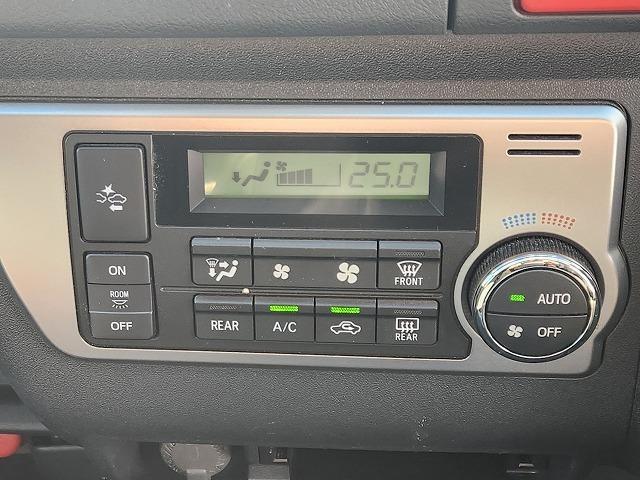 25.0
ON
ROOM
OFF
FRONT
REAR
A/C
REAR
AUTO
OFF